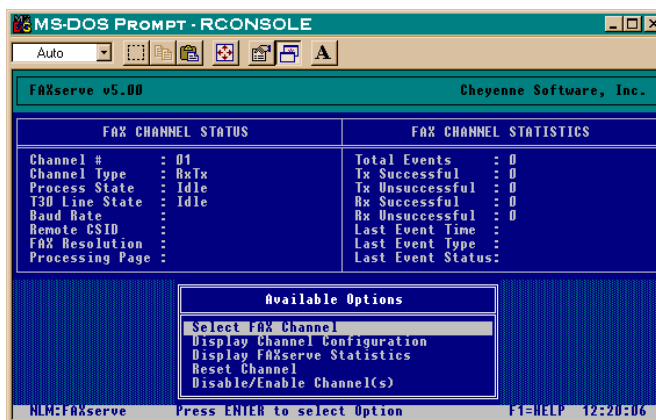 MS-DOS PROMPT - RCONSOLE
Auto
A
FAXserve v5.00 Cheyenne Software, Inc.
FAX CHANNEL STATUS
Channel # : 01
Channel Type : RxTx
Process State : Idle
T30 Line State : Idle
Baud Rate :
Remote CSID :
FAX Resolution :
Processing Page :
FAX CHANNEL STATISTICS
Total Events : 0
Tx Successful : 0
Tx Unsuccessful : 0
Rx Successful : 0
Rx Unsuccessful : 0
Last Event Time :
Last Event Type :
Last Event Status:
Available Options
Select FAX Channel
Display Channel Configuration
Display FAXserve Statistics
Reset Channel
Disable/Enable Channel(s)
NLM:FAXserve Press ENTER to select Option F1=HELP 12:20:06